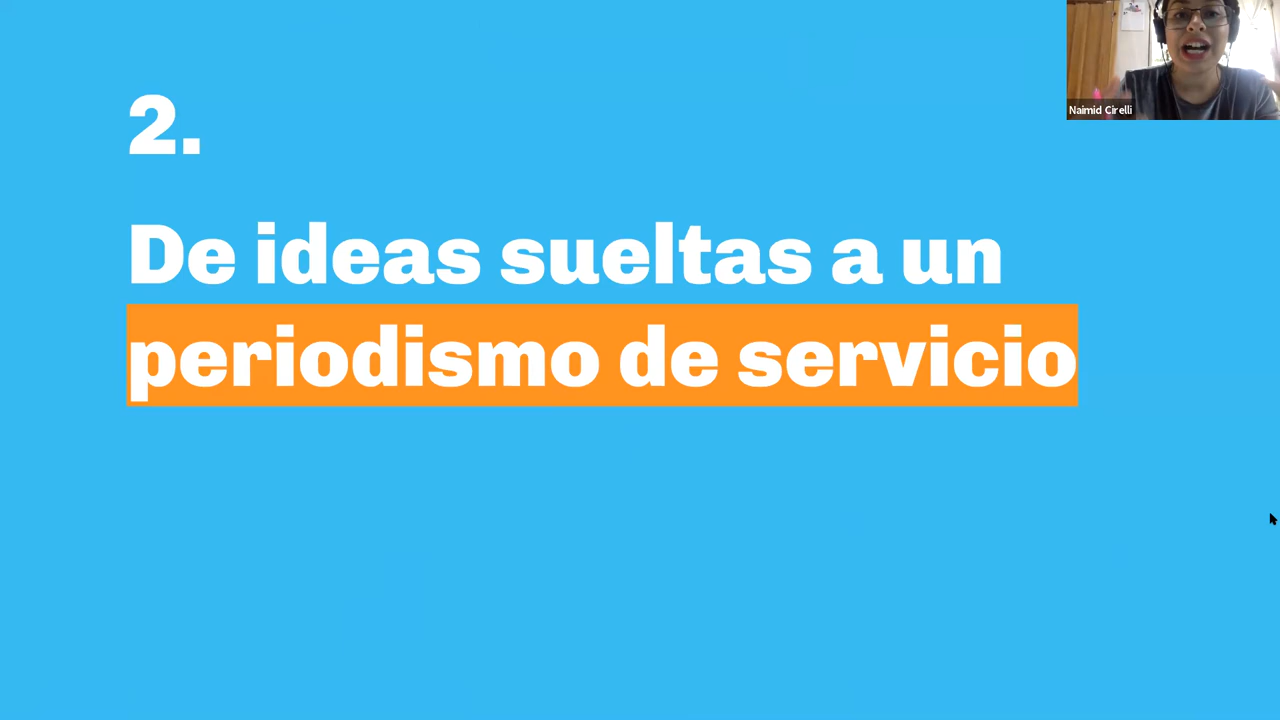 2.
De ideas sueltas a un
periodismo de servicio
Naimid Cirelli